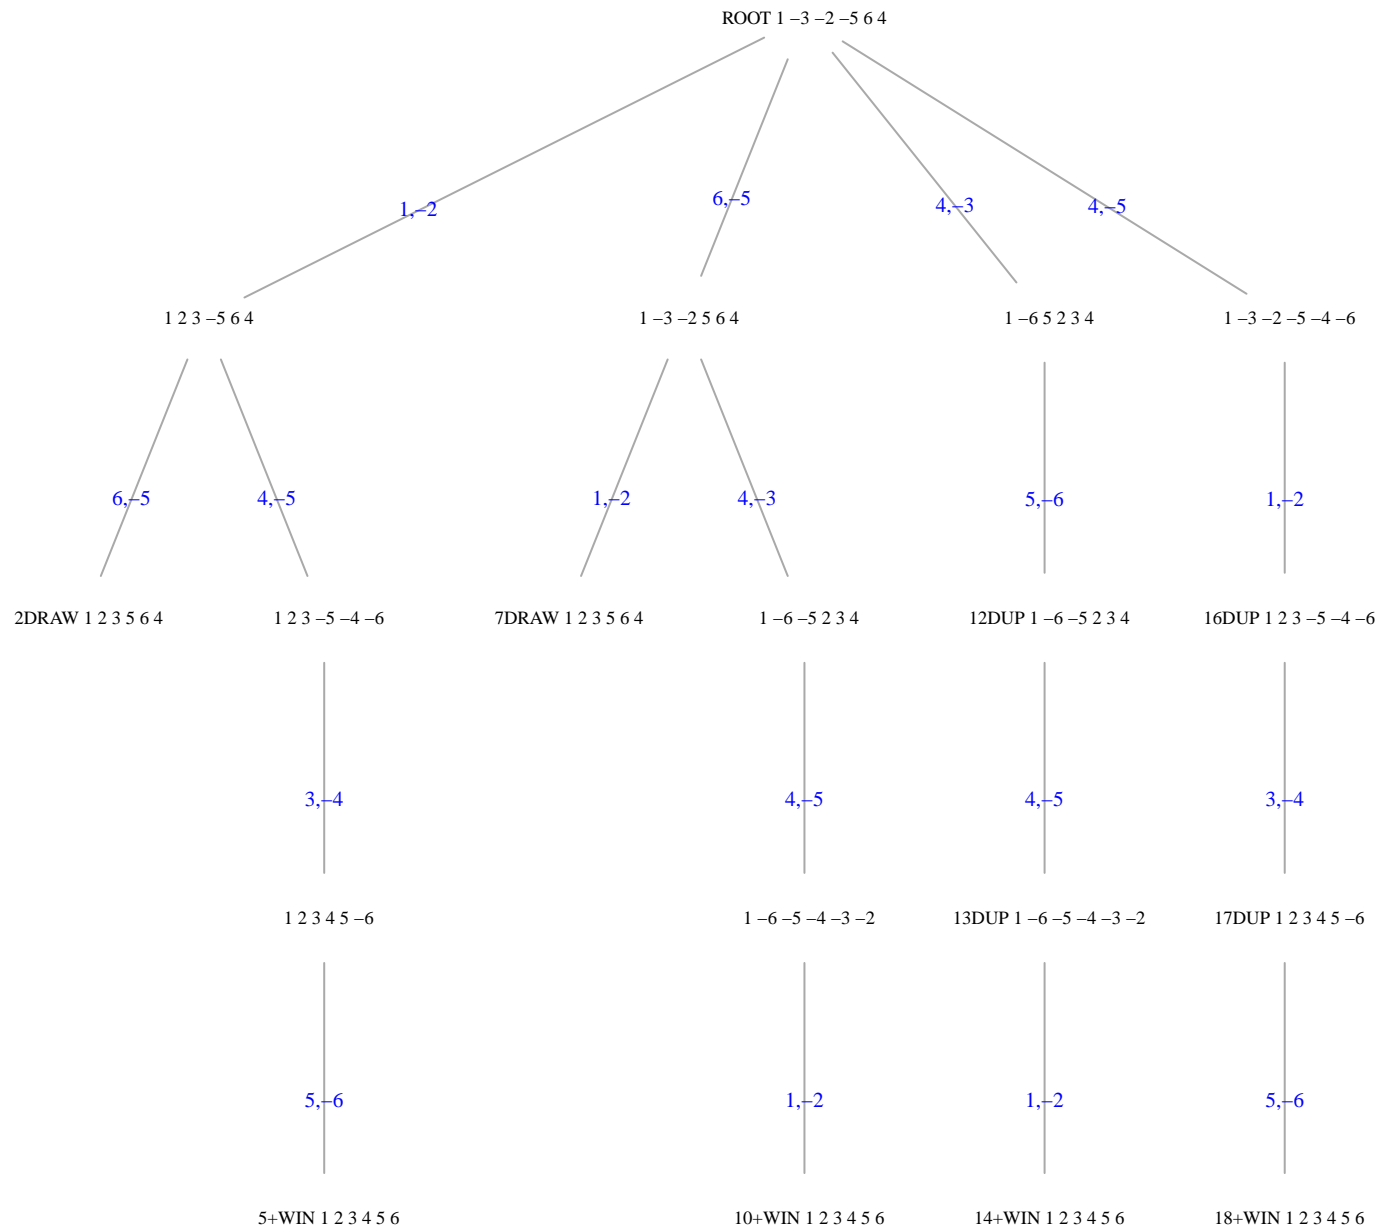 ROOT 1 –3 –2 –5 6 4
1,–2
6,–5
4,–3
4,–5
1 2 3 –5 6 4
1 –3 –2 5 6 4
1 –6 5 2 3 4
1 –3 –2 –5 –4 –6
6,–5
4,–5
1,–2
4,–3
5,–6
1,–2
2DRAW 1 2 3 5 6 4
1 2 3 –5 –4 –6
7DRAW 1 2 3 5 6 4
1 –6 –5 2 3 4
12DUP 1 –6 –5 2 3 4
16DUP 1 2 3 –5 –4 –6
3,–4
4,–5
4,–5
3,–4
1 2 3 4 5 –6
1 –6 –5 –4 –3 –2
13DUP 1 –6 –5 –4 –3 –2
17DUP 1 2 3 4 5 –6
5,–6
1,–2
1,–2
5,–6
5+WIN 1 2 3 4 5 6
10+WIN 1 2 3 4 5 6
14+WIN 1 2 3 4 5 6
18+WIN 1 2 3 4 5 6